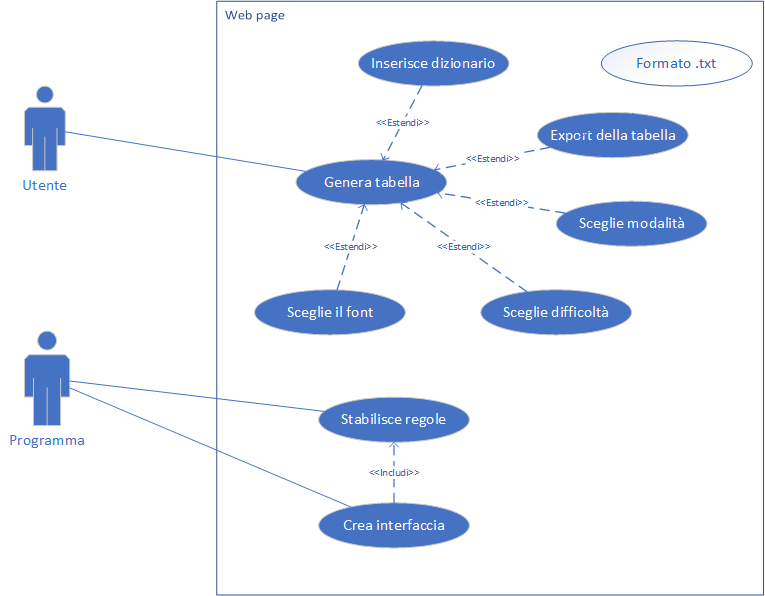 Web page
Inserisce dizionario
Formato .txt
<<Estendi>>
Export della tabella
<<Estendi>>
Utente
Genera tabella
<<Estendi>>
Sceglie modalità
<<Estendi>>
<<Estendi>>
Sceglie il font
Sceglie difficoltà
Programma
Stabilisce regole
<<Includi>>
Crea interfaccia